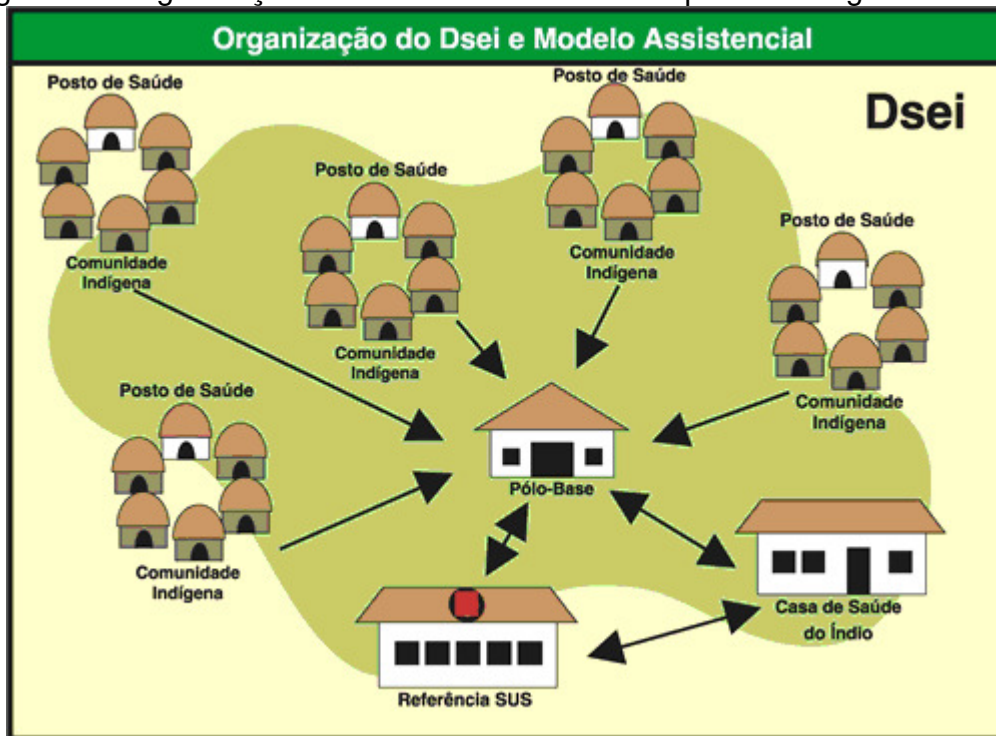 Organização do Dsei e Modelo Assistencial
Dsei
Posto de Saúde
Comunidade
Indígena
Posto de Saúde
Comunidade
Indígena
Posto de Saúde
Comunidade
Indígena
Posto de Saúde
Comunidade
Indígena
Posto de Saúde
Comunidade
Indígena
Pólo-Base
Casa de Saúde
do Índio
Referência SUS